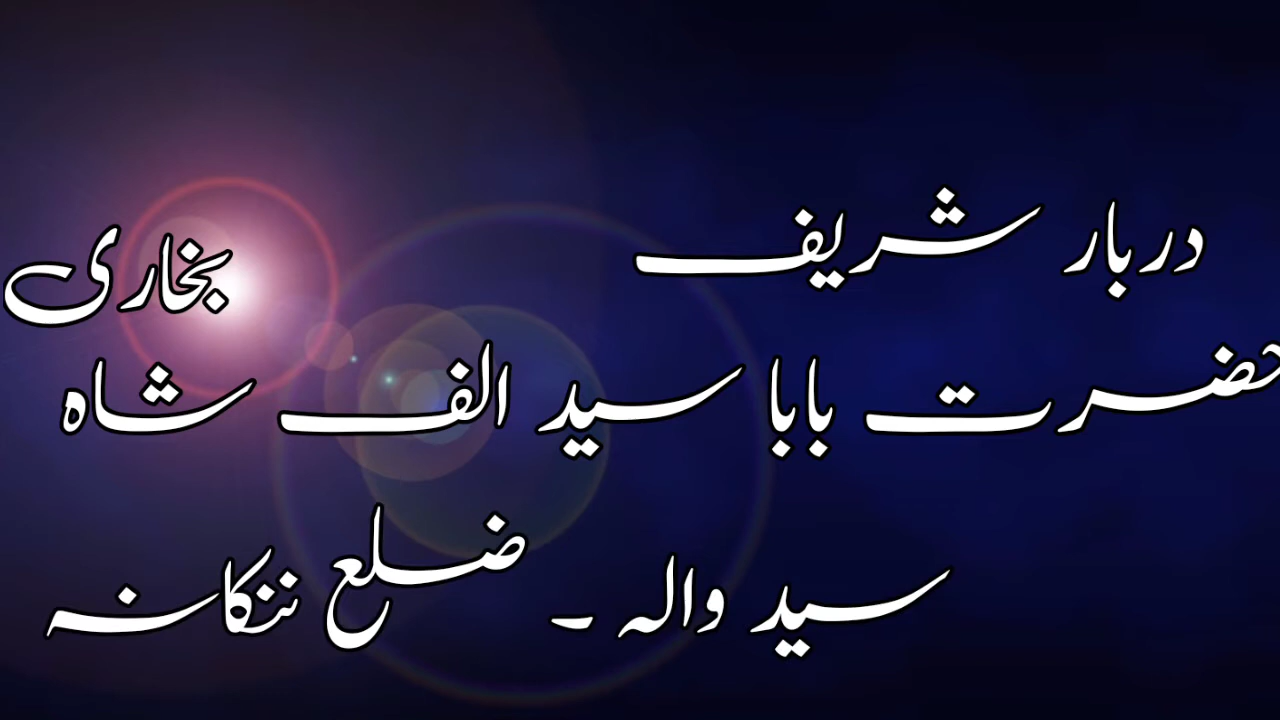 دربار شریف
حضرت بابا سید الف شاہ بخاری
سید والہ ۔ ضلع ننکانہ